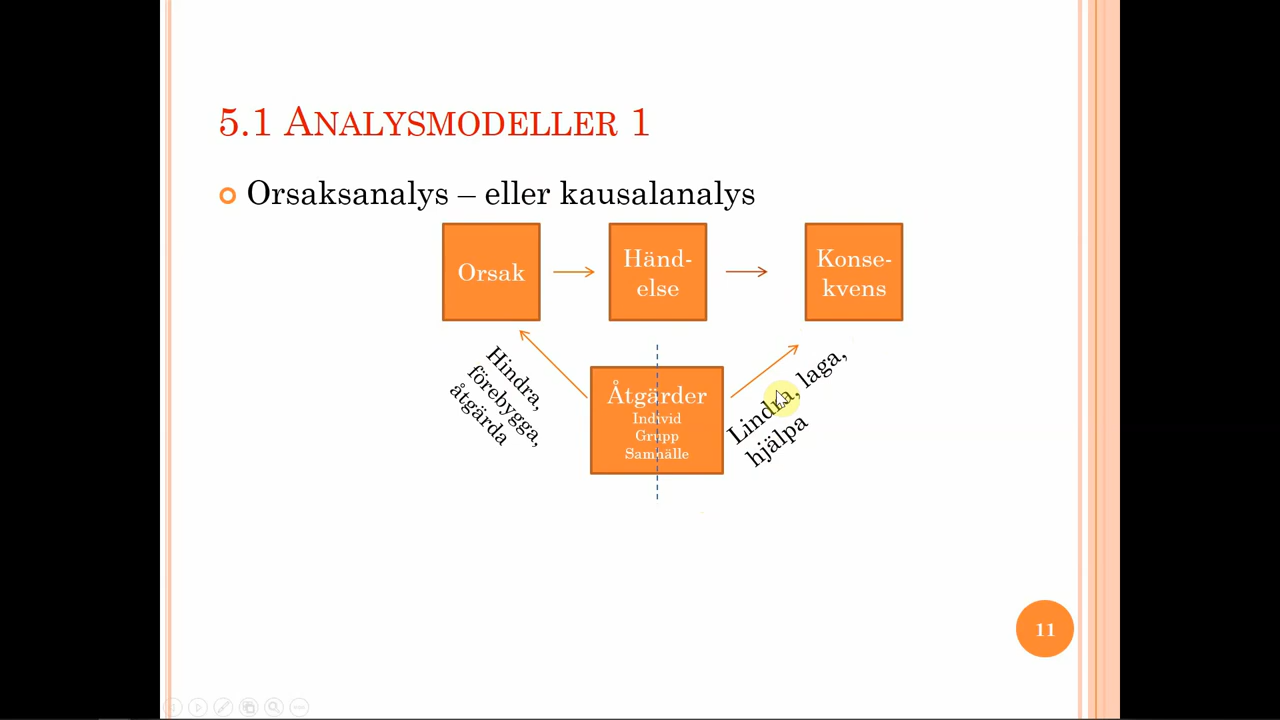 5.1 ANALYSMODELLER 1
Orsaksanalys – eller kausalanalys
Orsak
Händ-
else
Konse-
kvens
Hindra,
förebygga,
åtgärda
Åtgärder
Individ
Grupp
Samhälle
Lindra, laga,
hjälpa
11